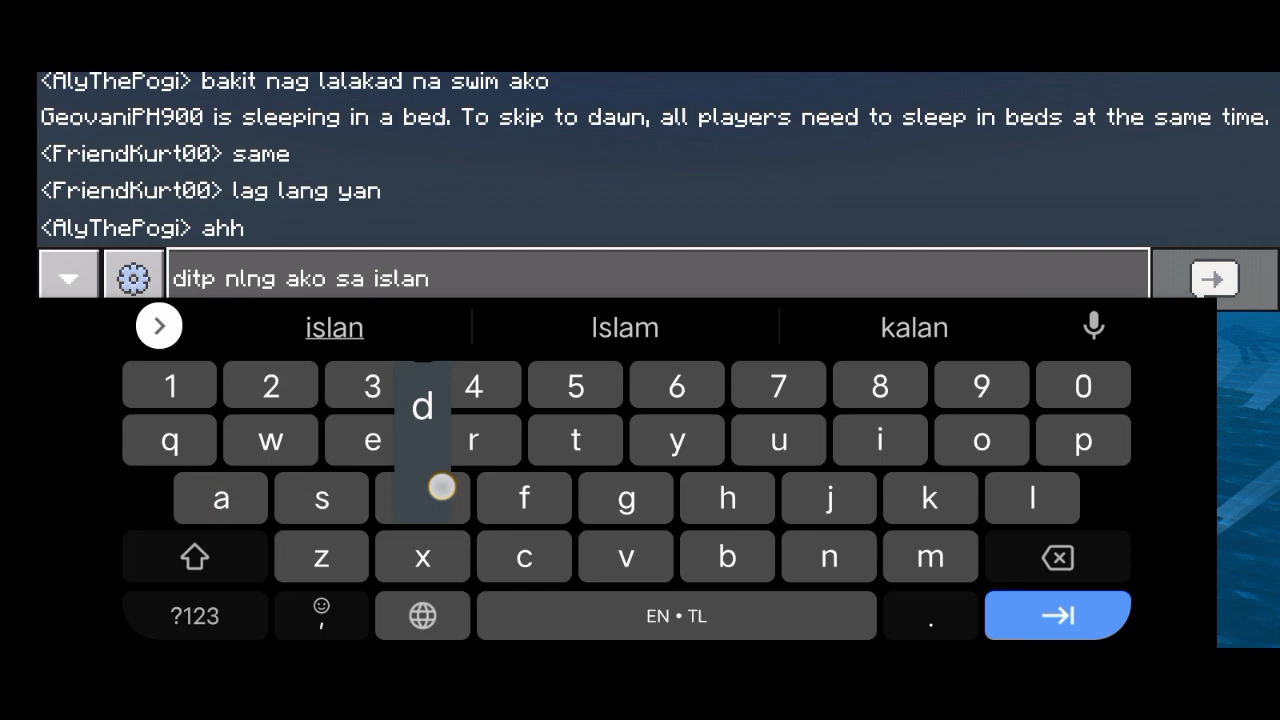 <AlyThePogi> bakit nag lalakad na swim ako
GeovaniPH900 is sleeping in a bed. To skip to dawn, all players need to sleep in beds at the same time.
<FriendKurt00> same
<FriendKurt00> lag lang yan
<AlyThePogi> ahh
ditp nlng ako sa islan
islan Islam kalan
1 2 3 4 5 6 7 8 9 0
d
q w e r t y u i o p
a s f g h j k l
z x c v b n m
?123 , EN • TL .